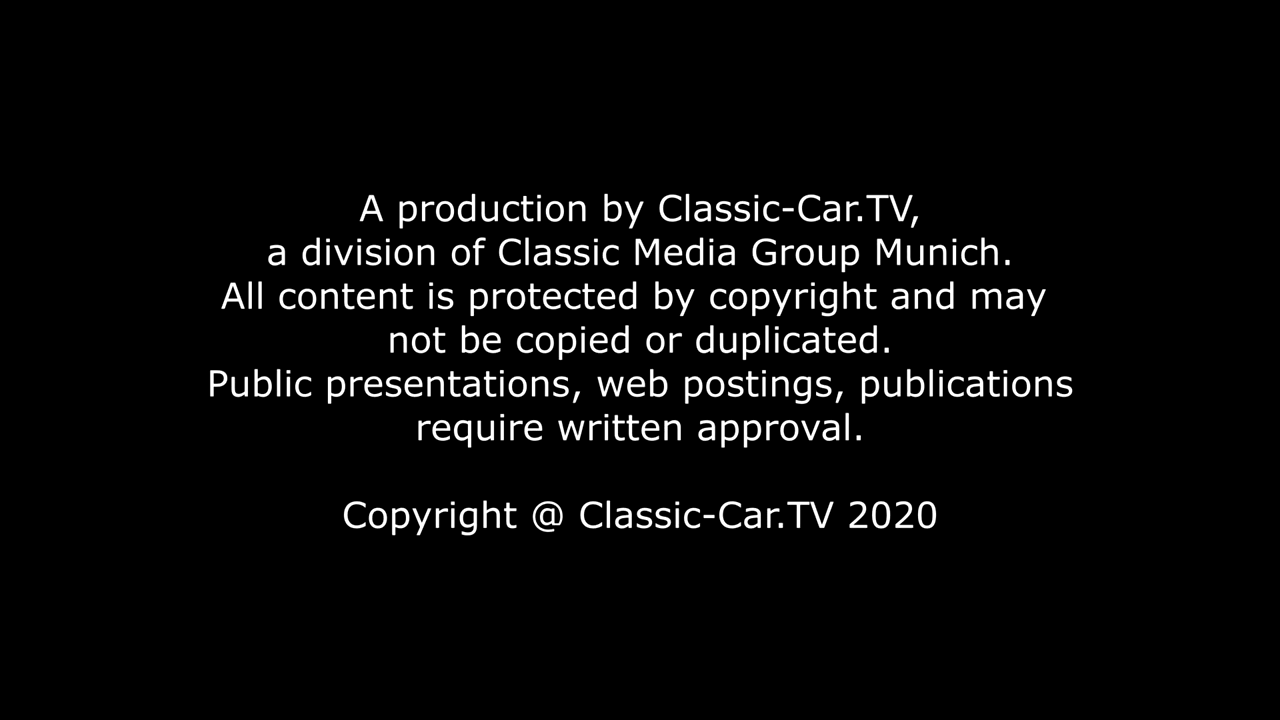 A production by Classic-Car.TV,
a division of Classic Media Group Munich.
All content is protected by copyright and may
not be copied or duplicated.
Public presentations, web postings, publications
require written approval.
Copyright @ Classic-Car.TV 2020